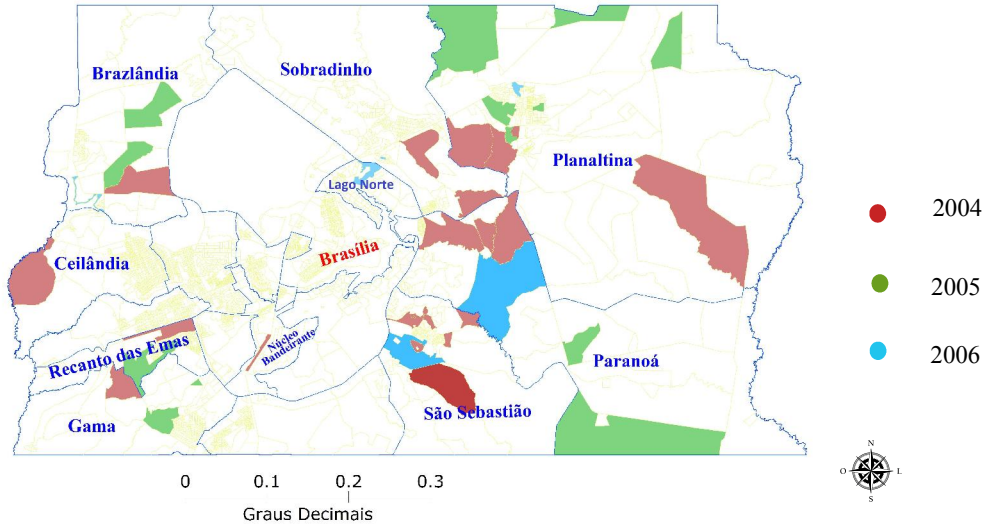 Sobradinho
Brazlândia
Planaltina
Lago Norte
2004
Brasília
Ceilândia
2005
Núcleo
Bandeirante
2006
Recanto das Emas
Paranoá
São Sebastião
Gama
N
O L
S
0 0.1 0.2 0.3
Graus Decimais